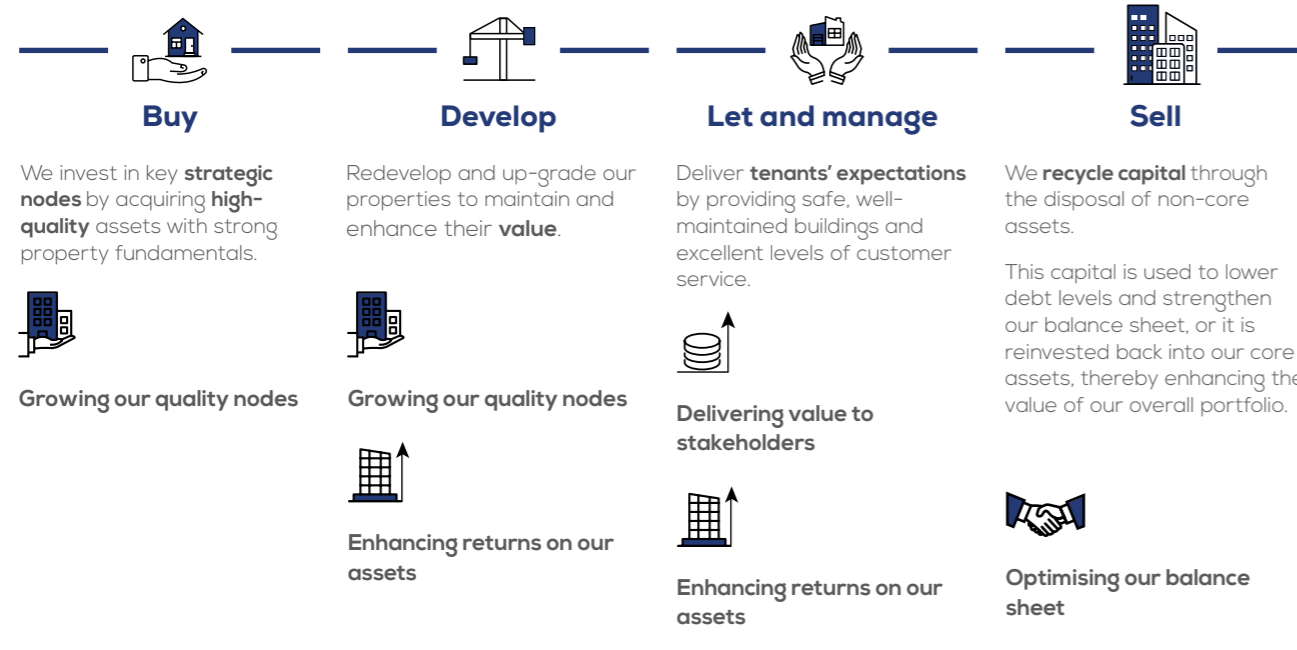 Buy
We invest in key strategic
nodes by acquiring high-
quality assets with strong
property fundamentals.
Growing our quality nodes
Develop
Redevelop and up-grade our
properties to maintain and
enhance their value.
Growing our quality nodes
Enhancing returns on our
assets
Let and manage
Deliver tenants’ expectations
by providing safe, well-
maintained buildings and
excellent levels of customer
service.
Delivering value to
stakeholders
Enhancing returns on our
assets
Sell
We recycle capital through
the disposal of non-core
assets.
This capital is used to lower
debt levels and strengthen
our balance sheet, or it is
reinvested back into our core
assets, thereby enhancing the
value of our overall portfolio.
Optimising our balance
sheet